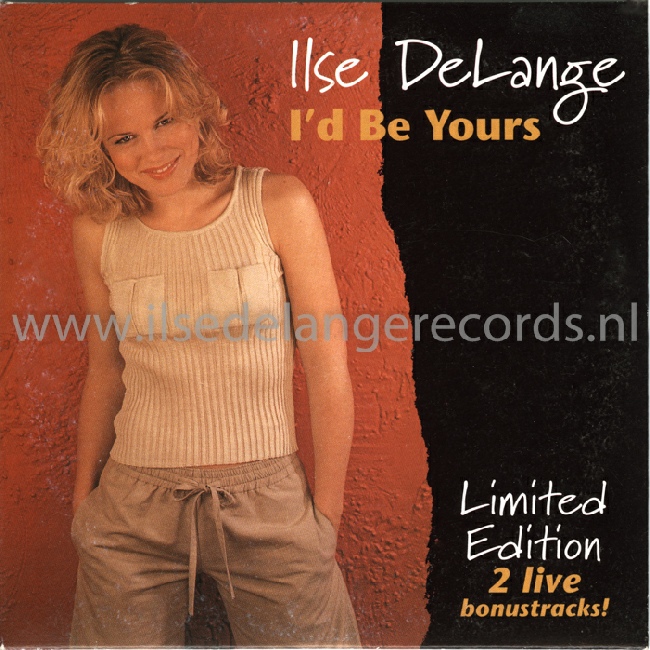 Ilse DeLange
I'd Be Yours
www.ilsedelangerecords.nl
Limited
Edition
2 live
bonustracks!